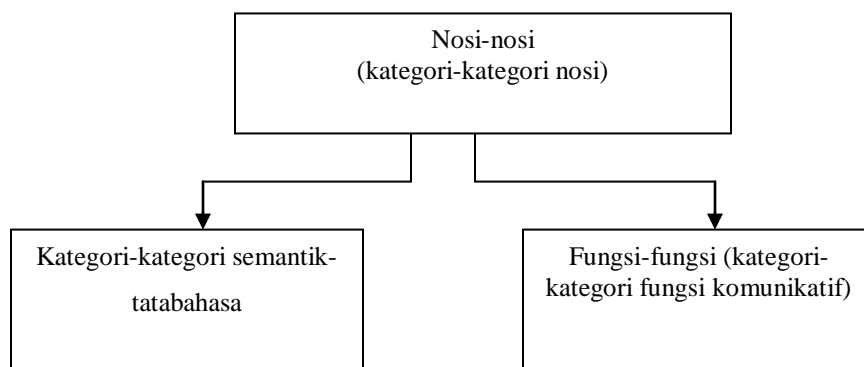 Nosi-nosi
(kategori-kategori nosi)
Kategori-kategori semantik-
tatabahasa
Fungsi-fungsi (kategori-
kategori fungsi komunikatif)